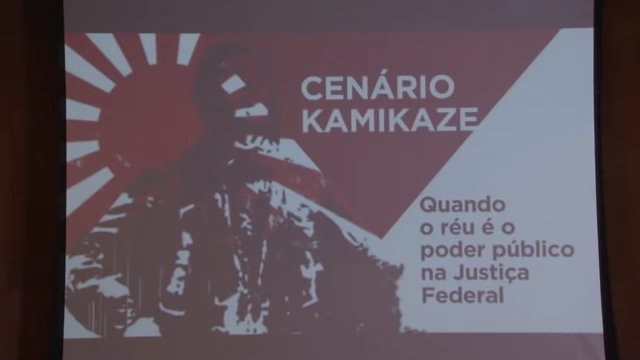 CENÁRIO
KAMIKAZE
Quando
o réu é o
poder público
na Justiça
Federal